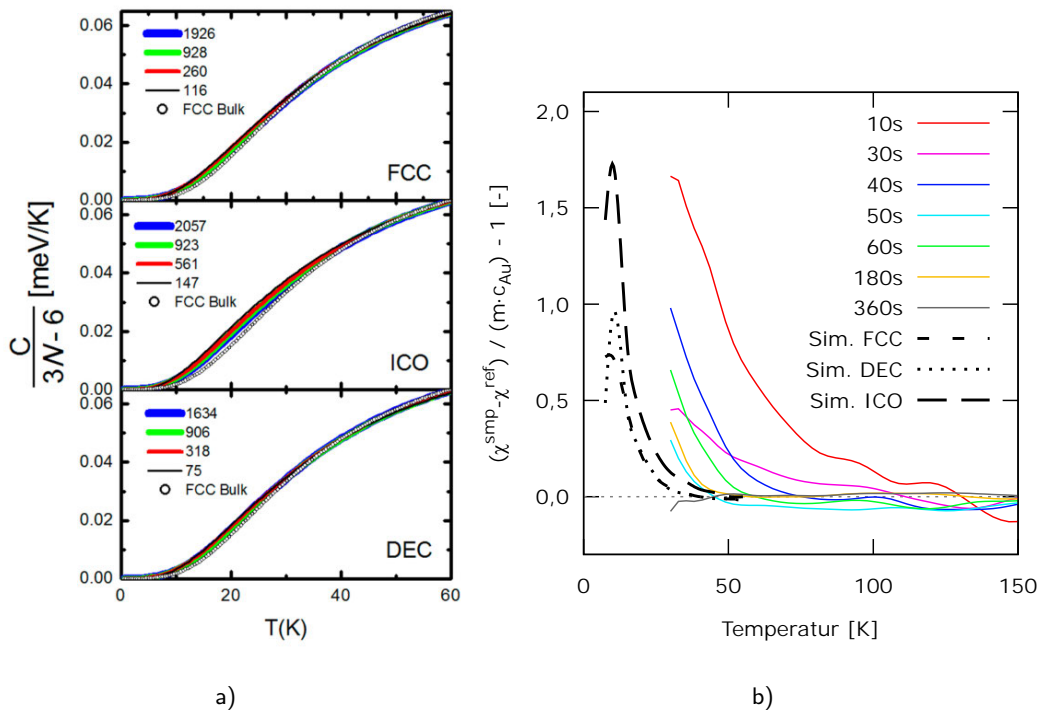 0.06
1926
928
260
116
FCC Bulk
0.04
0.02
FCC
0.00
0.06
2057
923
561
147
FCC Bulk
0.04
0.02
ICO
0.00
0.06
1634
906
318
75
FCC Bulk
0.04
0.02
DEC
0.00
0 20 40 60
T(K)
C
3N - 6 [meV/K]
a)
2,0
1,5
1,0
0,5
0,0
(χsmp-χref) / (m·cAu) - 1 [-]
10s
30s
40s
50s
60s
180s
360s
Sim. FCC
Sim. DEC
Sim. ICO
0 50 100 150
Temperatur [K]
b)